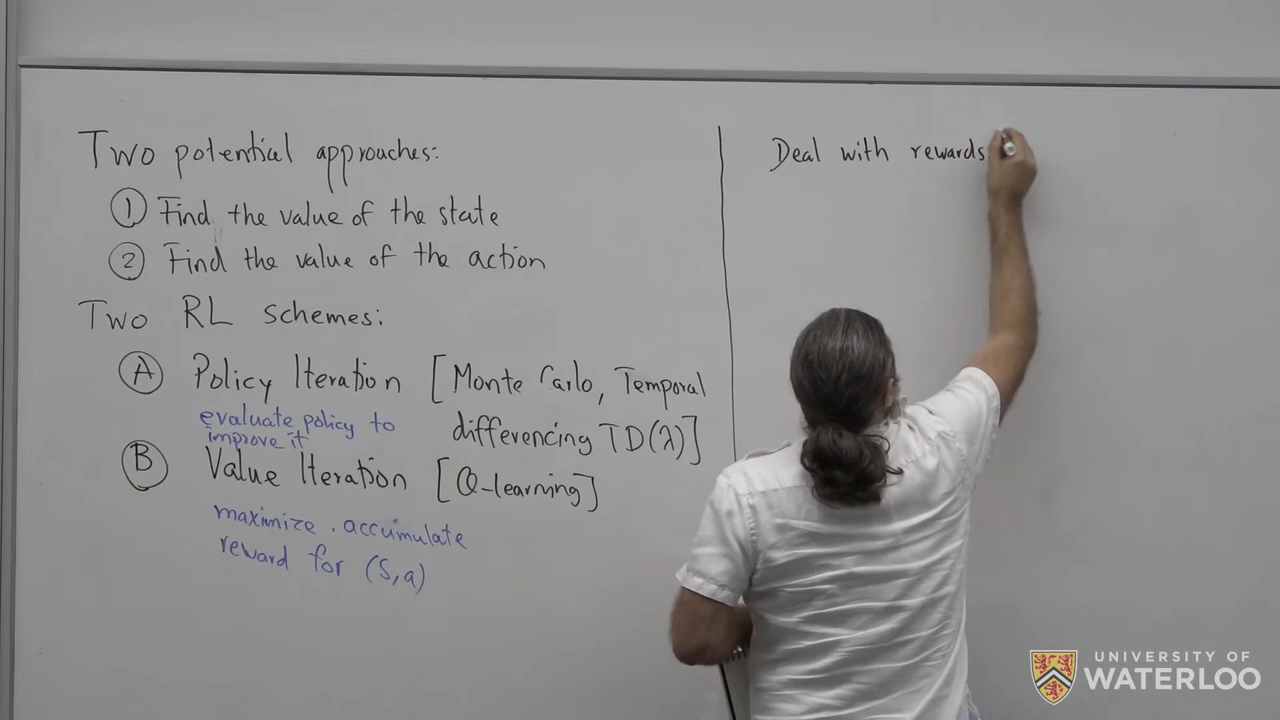 Two potential approaches:
① Find the value of the state
② Find the value of the action
Two RL schemes:
Ⓐ Policy Iteration [Monte Carlo, Temporal
differencing TD(λ)]
evaluate policy to
improve it
Ⓑ Value Iteration [Q-learning]
maximize accumulate
reward for (S,a)
Deal with rewards
UNIVERSITY OF
WATERLOO